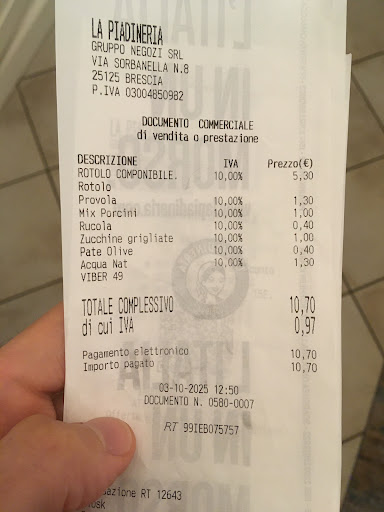 LA PIADINERIA
GRUPPO NEGOZI SRL
VIA SORBANELLA N.8
25125 BRESCIA
P.IVA 03004850982
DOCUMENTO COMMERCIALE
di vendita o prestazione
DESCRIZIONE IVA Prezzo(€)
ROTOLO COMPONIBILE. 10,00% 5,30
Rotolo
Provola 10,00% 1,30
Mix Porcini 10,00% 1,00
Rucola 10,00% 0,40
Zucchine grigliate 10,00% 1,00
Pate Olive 10,00% 0,40
Acqua Nat 10,00% 1,30
VIBER 49
TOTALE COMPLESSIVO 10,70
di cui IVA 0,97
Pagamento elettronico 10,70
Importo pagato 10,70
03-10-2025 12:50
DOCUMENTO N. 0580-0007
RT 99IEB075757
azione RT 12643
osk